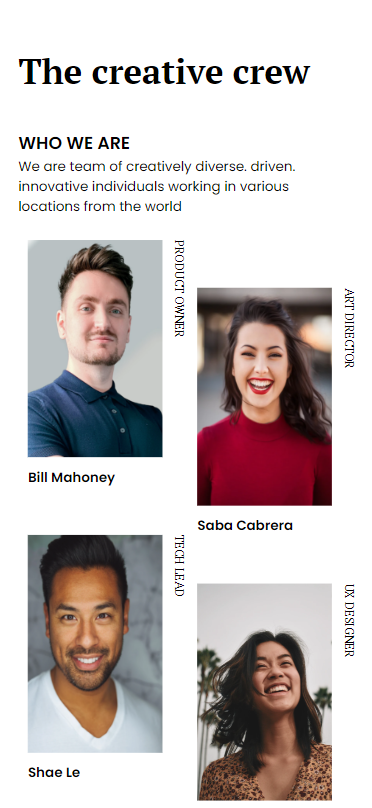 The creative crew
WHO WE ARE
We are team of creatively diverse. driven.
innovative individuals working in various
locations from the world
PRODUCT OWNER
Bill Mahoney
ART DIRECTOR
Saba Cabrera
TECH LEAD
Shae Le
UX DESIGNER